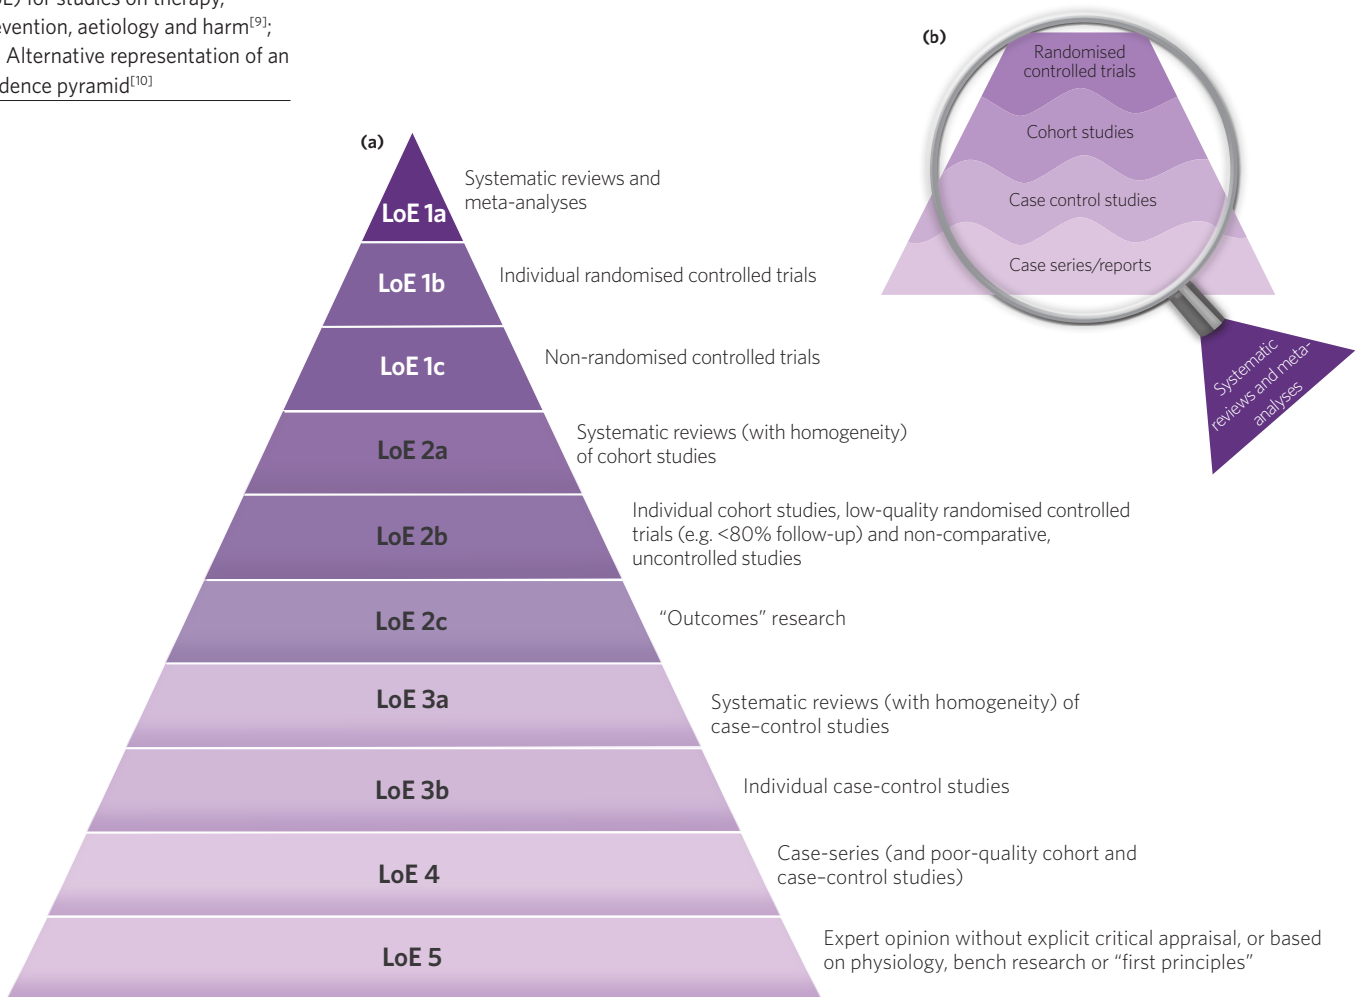 evention, aetiology and harm[9];
Alternative representation of an
dence pyramid[10]
(a)
LoE 1a
Systematic reviews and
meta-analyses
LoE 1b
Individual randomised controlled trials
LoE 1c
Non-randomised controlled trials
LoE 2a
Systematic reviews (with homogeneity)
of cohort studies
LoE 2b
Individual cohort studies, low-quality randomised controlled
trials (e.g. <80% follow-up) and non-comparative,
uncontrolled studies
LoE 2c
“Outcomes” research
LoE 3a
Systematic reviews (with homogeneity) of
case–control studies
LoE 3b
Individual case-control studies
LoE 4
Case-series (and poor-quality cohort and
case–control studies)
LoE 5
Expert opinion without explicit critical appraisal, or based
on physiology, bench research or “first principles”
(b)
Randomised
controlled trials
Cohort studies
Case control studies
Case series/reports
Systematic
reviews and meta-
analyses